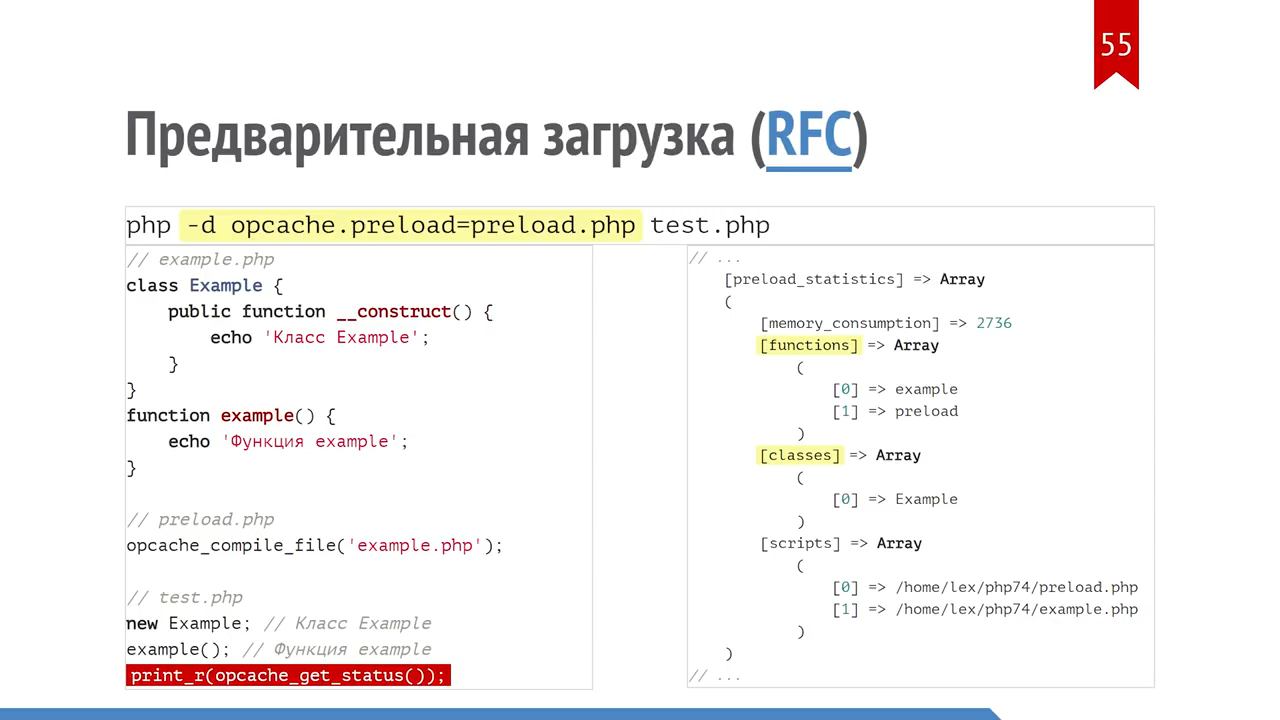 55
Предварительная загрузка (RFC)
php -d opcache.preload=preload.php test.php
// example.php
class Example {
    public function __construct() {
        echo 'Класс Example';
    }
}
function example() {
    echo 'Функция example';
}
// preload.php
opcache_compile_file('example.php');
// test.php
new Example; // Класс Example
example(); // Функция example
print_r(opcache_get_status());
// ...
    [preload_statistics] => Array
    (
        [memory_consumption] => 2736
        [functions] => Array
            (
                [0] => example
                [1] => preload
            )
        [classes] => Array
            (
                [0] => Example
            )
        [scripts] => Array
            (
                [0] => /home/lex/php74/preload.php
                [1] => /home/lex/php74/example.php
            )
    )
// ...